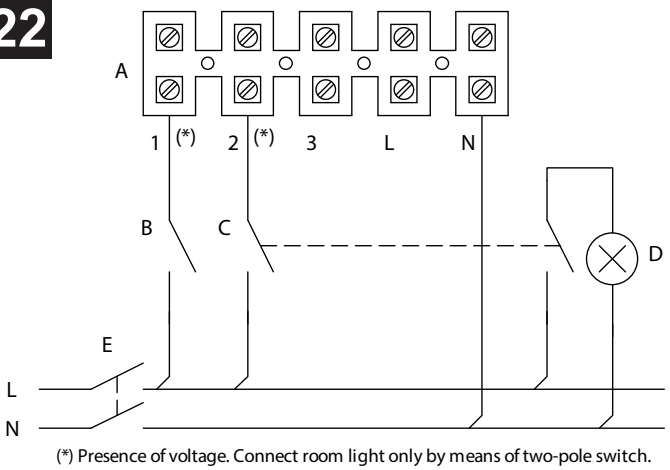 22
A
1 (*) 2 (*) 3 L N
B C D
E
L
N
(*) Presence of voltage. Connect room light only by means of two-pole switch.